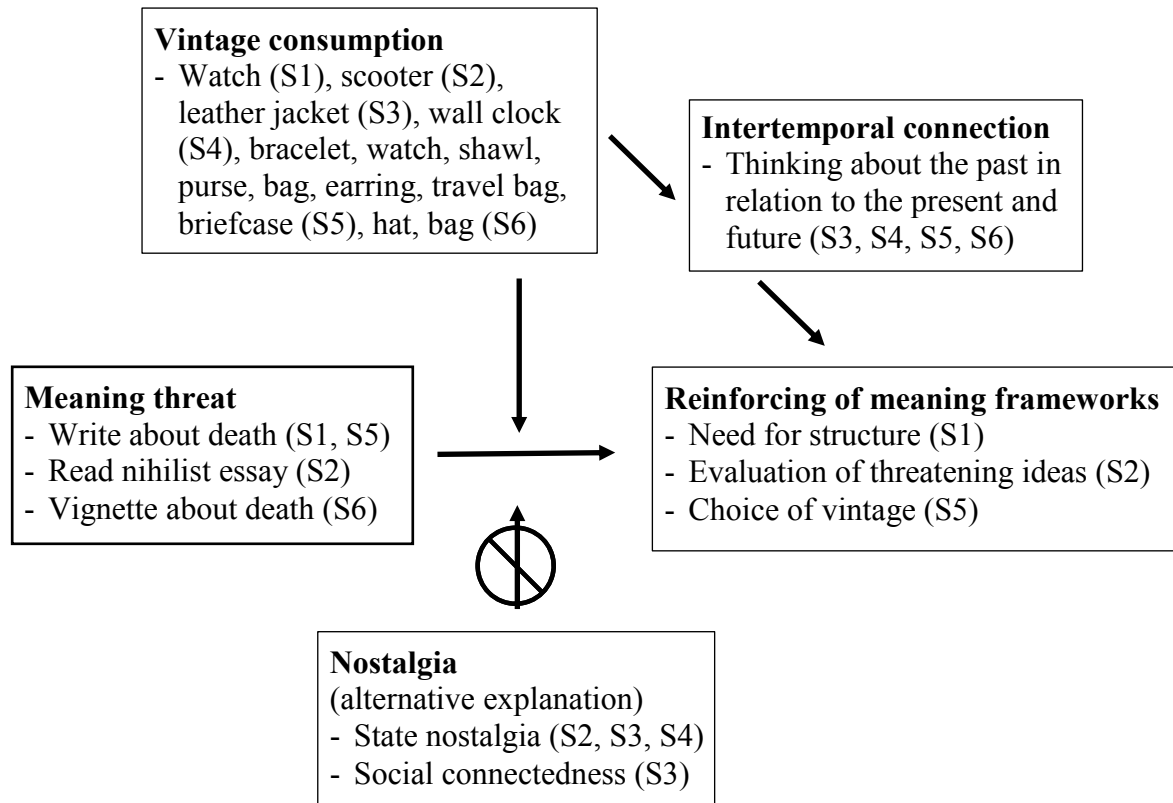 Vintage consumption
- Watch (S1), scooter (S2),
leather jacket (S3), wall clock
(S4), bracelet, watch, shawl,
purse, bag, earring, travel bag,
briefcase (S5), hat, bag (S6)
Intertemporal connection
- Thinking about the past in
relation to the present and
future (S3, S4, S5, S6)
Meaning threat
- Write about death (S1, S5)
- Read nihilist essay (S2)
- Vignette about death (S6)
Reinforcing of meaning frameworks
- Need for structure (S1)
- Evaluation of threatening ideas (S2)
- Choice of vintage (S5)
Nostalgia
(alternative explanation)
- State nostalgia (S2, S3, S4)
- Social connectedness (S3)